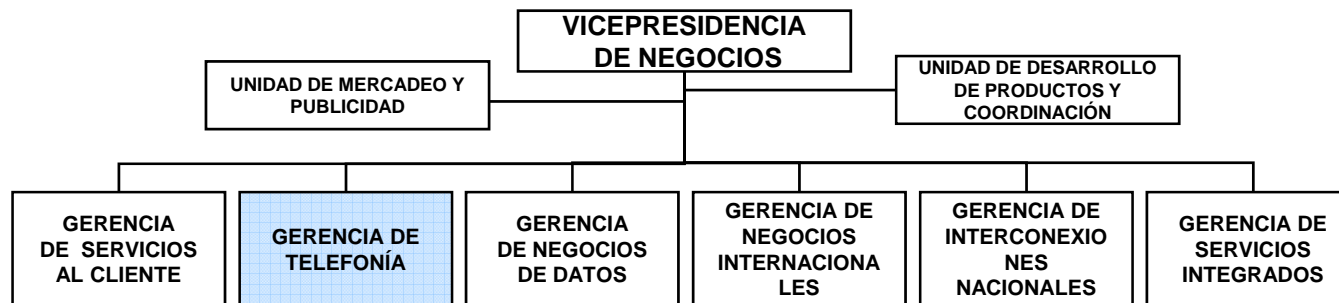 VICEPRESIDENCIA
DE NEGOCIOS
UNIDAD DE MERCADEO Y
PUBLICIDAD
UNIDAD DE DESARROLLO
DE PRODUCTOS Y
COORDINACIÓN
GERENCIA
DE SERVICIOS
AL CLIENTE
GERENCIA DE
TELEFONÍA
GERENCIA
DE NEGOCIOS
DE DATOS
GERENCIA DE
NEGOCIOS
INTERNACIONA
LES
GERENCIA DE
INTERCONEXIO
NES
NACIONALES
GERENCIA DE
SERVICIOS
INTEGRADOS